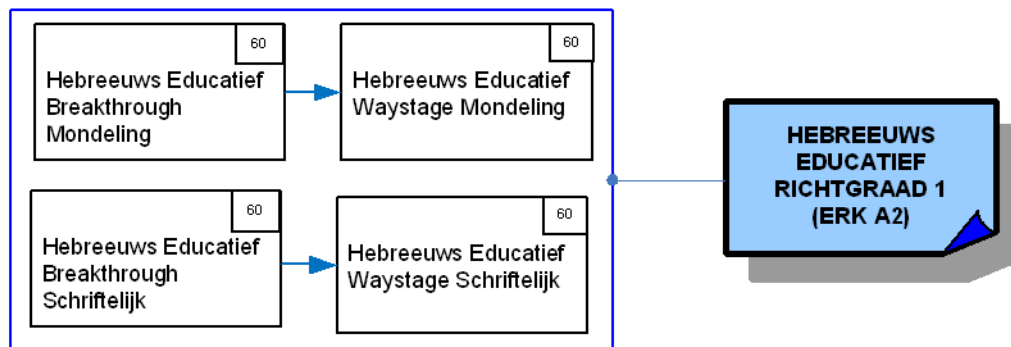 60
Hebreeuws Educatief
Breakthrough
Mondeling
60
Hebreeuws Educatief
Waystage Mondeling
60
Hebreeuws Educatief
Breakthrough
Schriftelijk
60
Hebreeuws Educatief
Waystage Schriftelijk
HEBREEUWS
EDUCATIEF
RICHTGRAAD 1
(ERK A2)